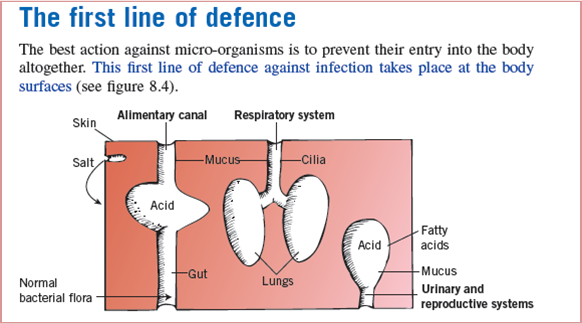 The first line of defence
The best action against micro-organisms is to prevent their entry into the body
altogether. This first line of defence against infection takes place at the body
surfaces (see figure 8.4).
Alimentary canal
Respiratory system
Skin
Salt
Mucus
Cilia
Acid
Fatty
acids
Acid
Gut
Lungs
Mucus
Normal
bacterial flora
Urinary and
reproductive systems